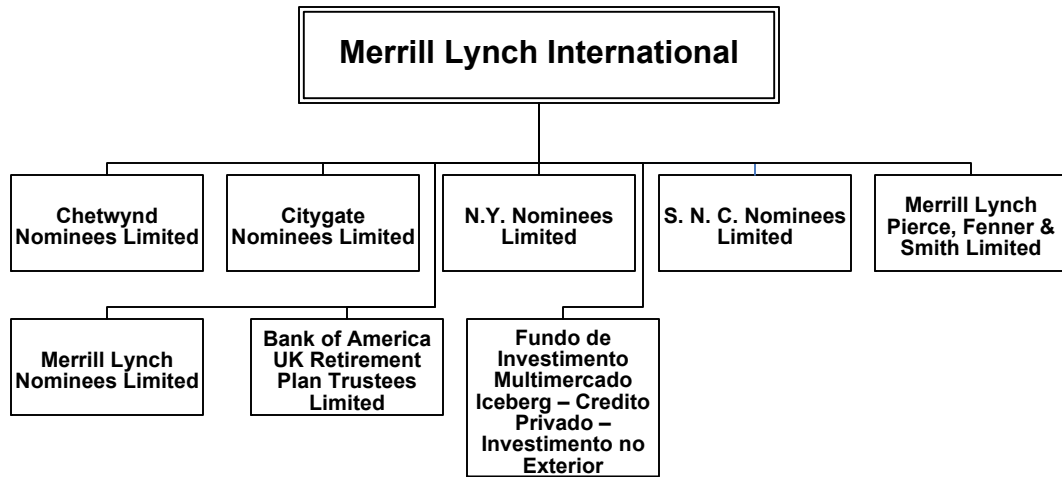 Merrill Lynch International
Chetwynd
Nominees Limited
Citygate
Nominees Limited
N.Y. Nominees
Limited
S. N. C. Nominees
Limited
Merrill Lynch
Pierce, Fenner &
Smith Limited
Merrill Lynch
Nominees Limited
Bank of America
UK Retirement
Plan Trustees
Limited
Fundo de
Investimento
Multimercado
Iceberg – Credito
Privado –
Investimento no
Exterior